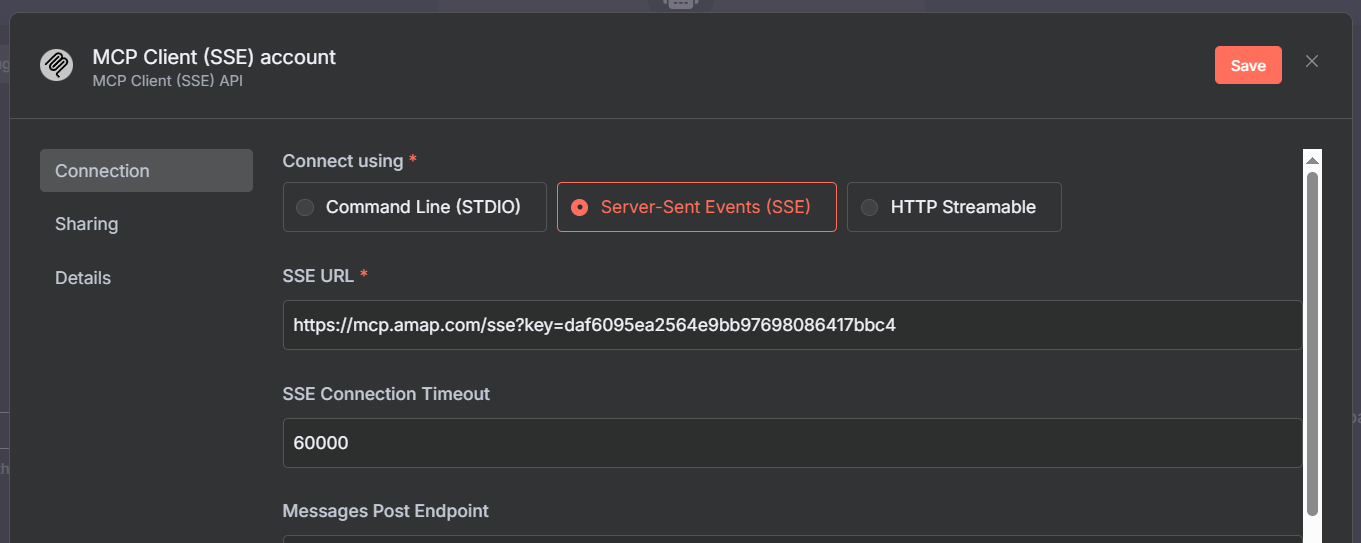 MCP Client (SSE) account
MCP Client (SSE) API
Save
Connection
Sharing
Details
Connect using *
Command Line (STDIO)
Server-Sent Events (SSE)
HTTP Streamable
SSE URL *
https://mcp.amap.com/sse?key=daf6095ea2564e9bb97698086417bbc4
SSE Connection Timeout
60000
Messages Post Endpoint